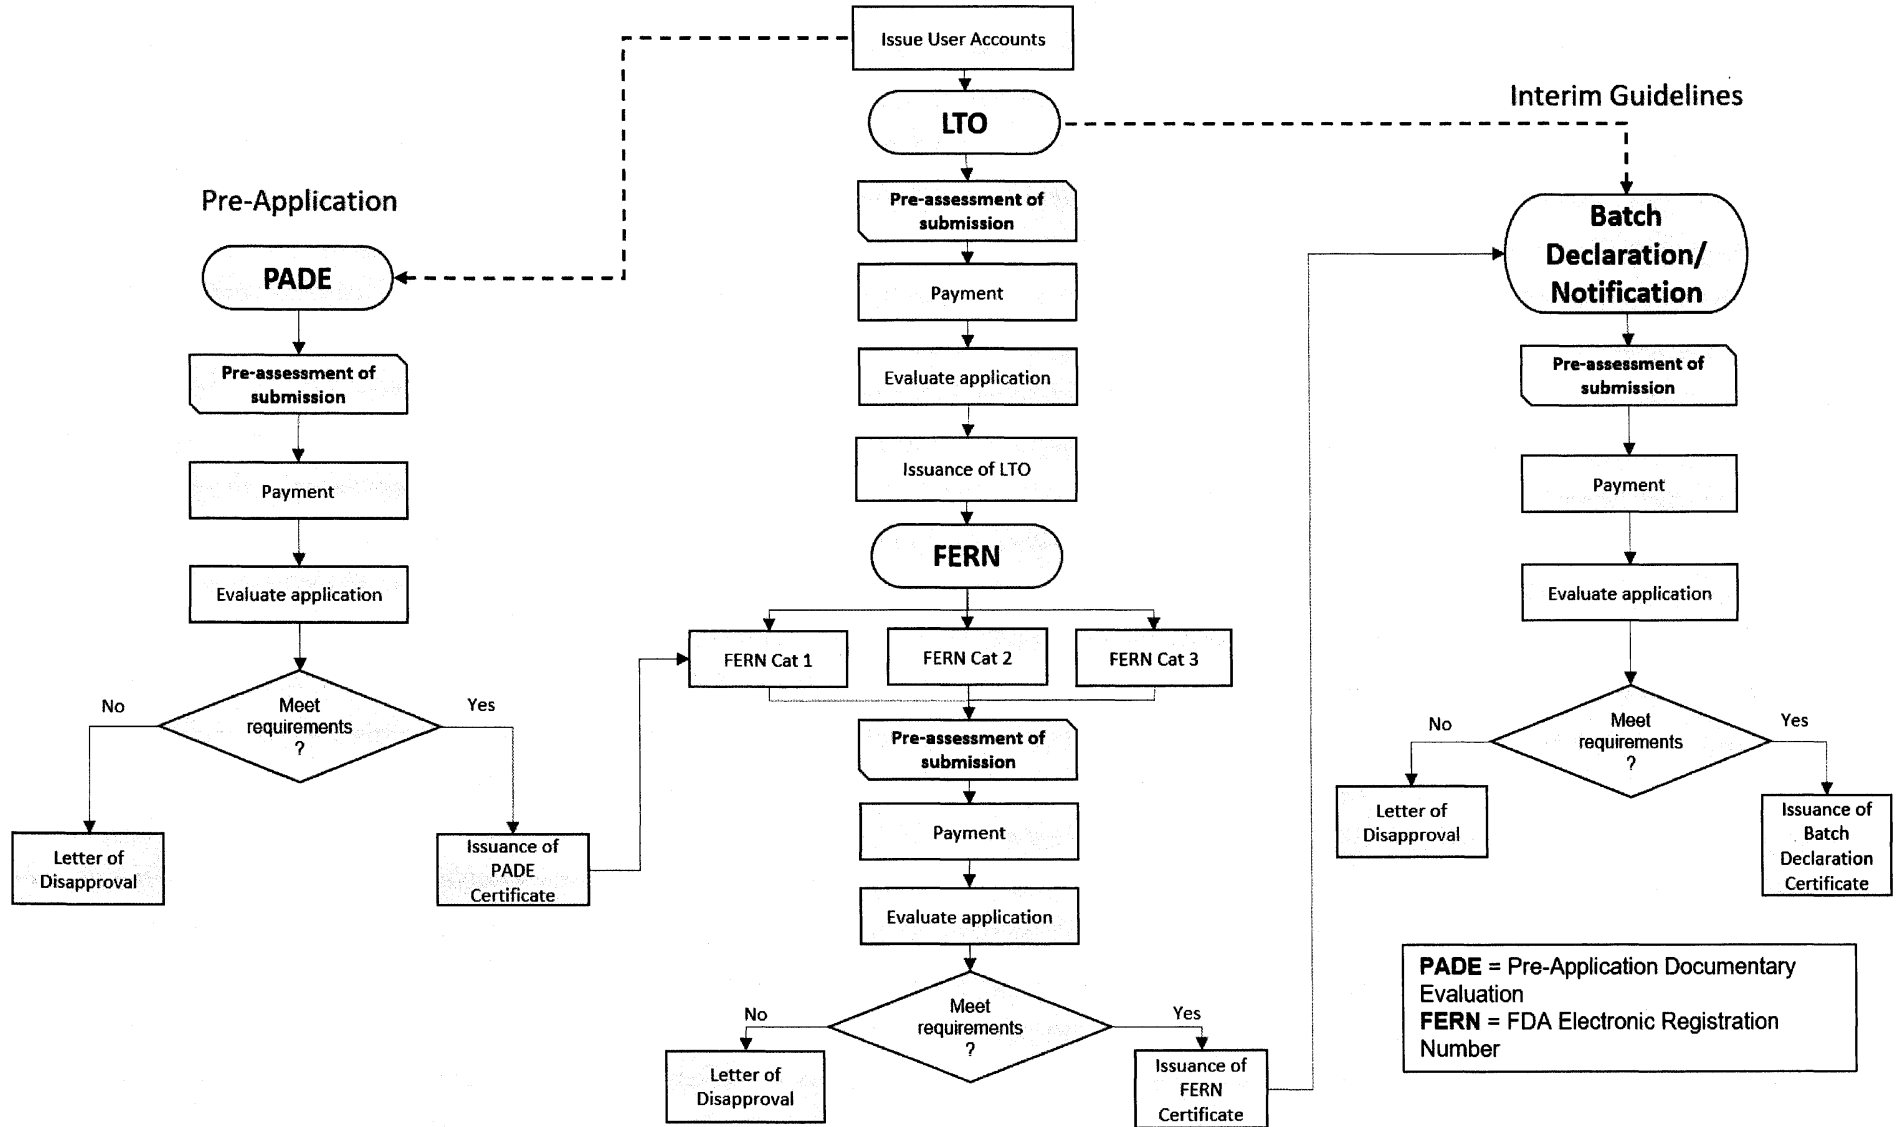 Issue User Accounts
Interim Guidelines
LTO
Pre-Application
Pre-assessment of
submission
Batch
Declaration/
Notification
PADE
Payment
Pre-assessment of
submission
Evaluate application
Pre-assessment of
submission
Issuance of LTO
Payment
Payment
FERN
Evaluate application
Evaluate application
FERN Cat 1
FERN Cat 2
FERN Cat 3
No
Meet
requirements
?
Yes
Pre-assessment of
submission
No
Meet
requirements
?
Yes
Letter of
Disapproval
Issuance of
PADE
Certificate
Payment
Letter of
Disapproval
Issuance of
Batch
Declaration
Certificate
Evaluate application
PADE = Pre-Application Documentary
Evaluation
FERN = FDA Electronic Registration
Number
No
Meet
requirements
?
Yes
Letter of
Disapproval
Issuance of
FERN
Certificate